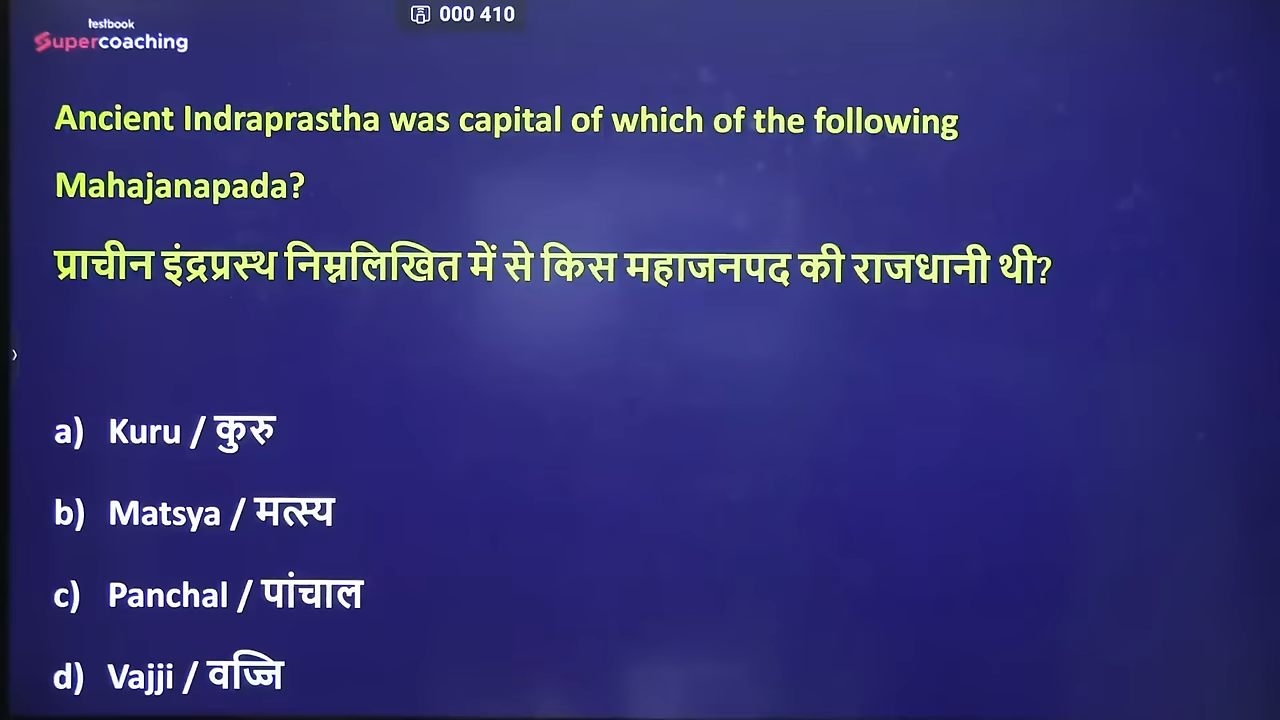 testbook
Supercoaching
000 410
Ancient Indraprastha was capital of which of the following
Mahajanapada?
प्राचीन इंद्रप्रस्थ निम्नलिखित में से किस महाजनपद की राजधानी थी?
a) Kuru / कुरु
b) Matsya / मत्स्य
c) Panchal / पांचाल
d) Vajji / वज्जि